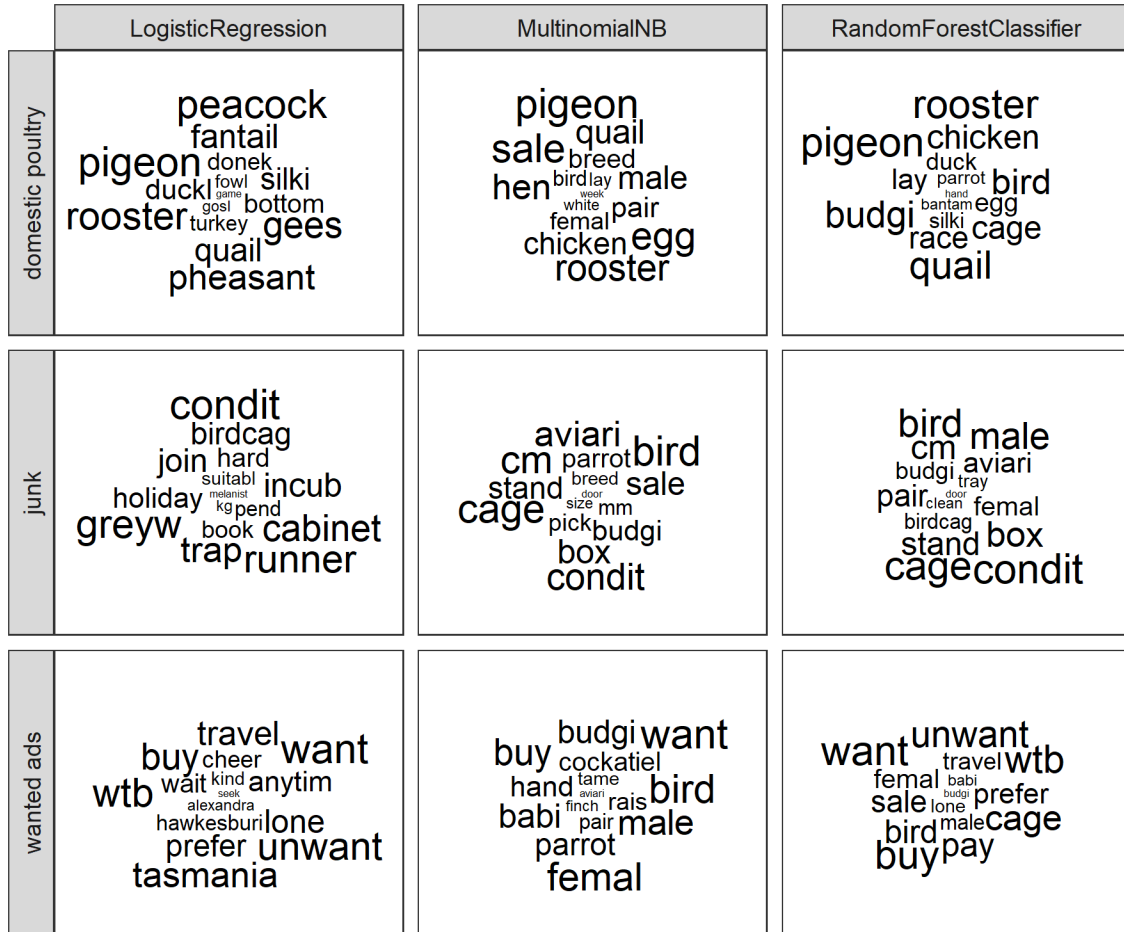 LogisticRegression
MultinomialNB
RandomForestClassifier
domestic poultry
peacock
fantail
pigeon donek
duckl fowl silki
game
gosl bottom
rooster turkey gees
quail
pheasant
pigeon
quail
sale breed
hen bird lay male
week
white pair
femal
chicken egg
rooster
rooster
pigeon chicken
duck
lay parrot bird
hand
bantam egg
budgi silki cage
race
quail
junk
condit
birdcag
join hard
suitabl incub
melanist
holiday kg pend
greyw book cabinet
trap runner
aviari bird
cm parrot
stand breed sale
door
cage size mm
pick budgi
box
condit
bird male
cm
budgi aviari
tray
pair clean door femal
birdcag
stand box
cage condit
wanted ads
travel want
buy cheer
wtb wait kind anytim
seek
alexandra
hawkesburi lone
prefer unwant
tasmania
budgi want
buy cockatiel
hand tame bird
aviari
babi finch rais
pair male
parrot
femal
unwant
want travel wtb
femal babi
budgi prefer
sale lone
bird male cage
buy pay